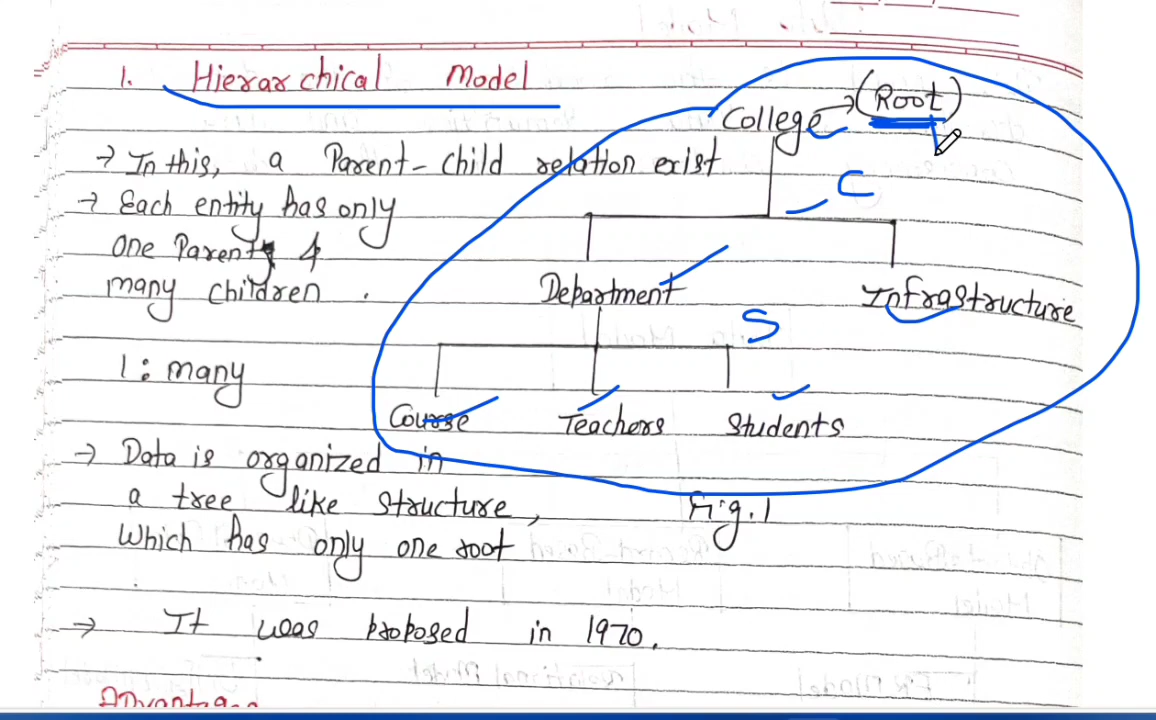 1. Hierarchical Model
College → (Root)
→ In this, a Parent-child relation exist
C
→ Each entity has only
one Parent &
many children.
Department Infrastructure
S
1: many
Course Teachers Students
→ Data is organized in
a tree like structure,
Which has only one root
Fig.1
→ It was proposed in 1970.
Advantage